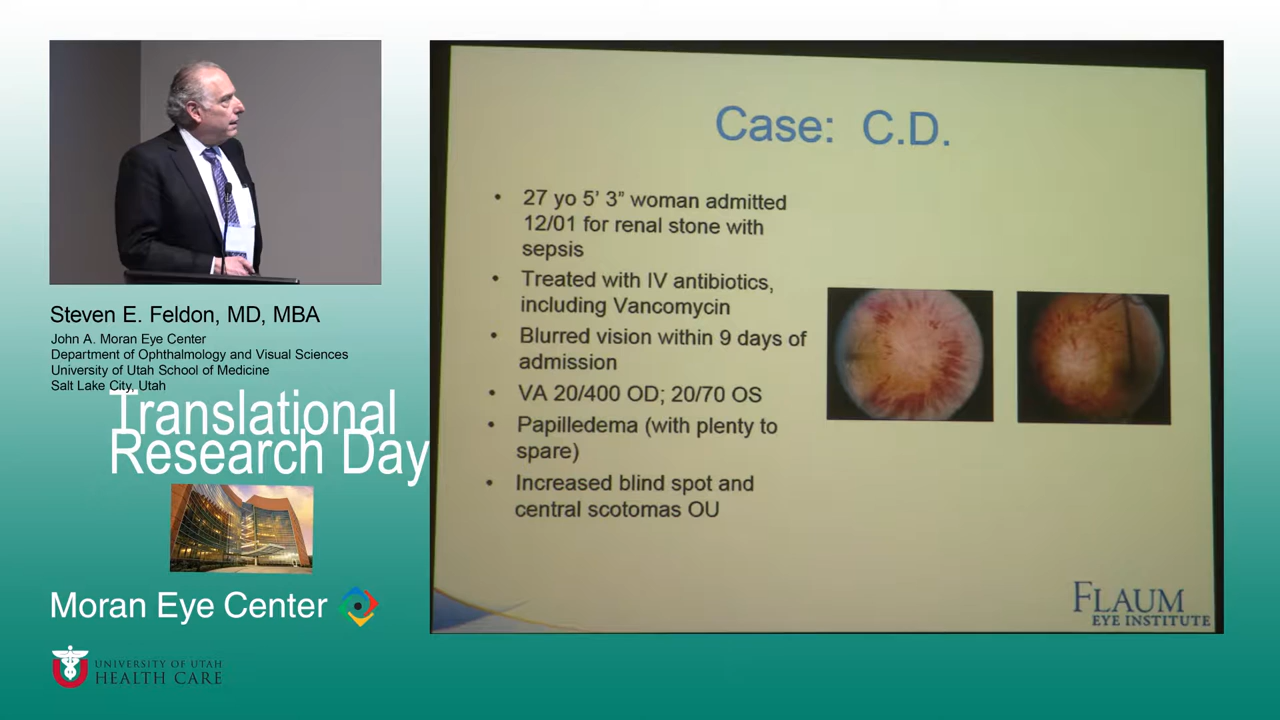 Steven E. Feldon, MD, MBA
John A. Moran Eye Center
Department of Ophthalmology and Visual Sciences
University of Utah School of Medicine
Salt Lake City, Utah
Translational
Research Day
Moran Eye Center
UNIVERSITY OF UTAH
HEALTH CARE
Case: C.D.
• 27 yo 5' 3” woman admitted
12/01 for renal stone with
sepsis
• Treated with IV antibiotics,
including Vancomycin
• Blurred vision within 9 days of
admission
• VA 20/400 OD; 20/70 OS
• Papilledema (with plenty to
spare)
• Increased blind spot and
central scotomas OU
FLAUM
EYE INSTITUTE